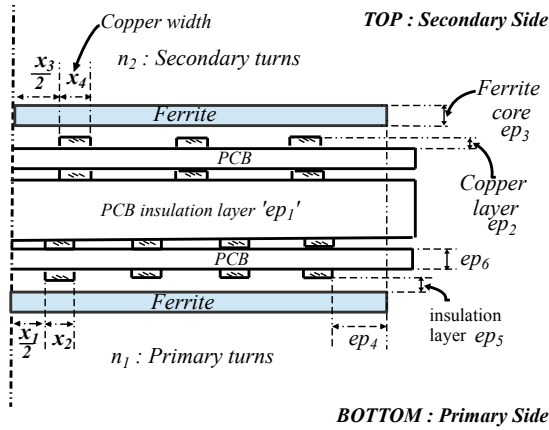 Copper width
TOP : Secondary Side
x₃/2
x₄
n₂ : Secondary turns
Ferrite
Ferrite
core
ep₃
PCB
Copper
layer
ep₂
PCB insulation layer 'ep₁'
PCB
ep₆
Ferrite
insulation
layer ep₅
x₁/2
x₂
n₁ : Primary turns
ep₄
BOTTOM : Primary Side